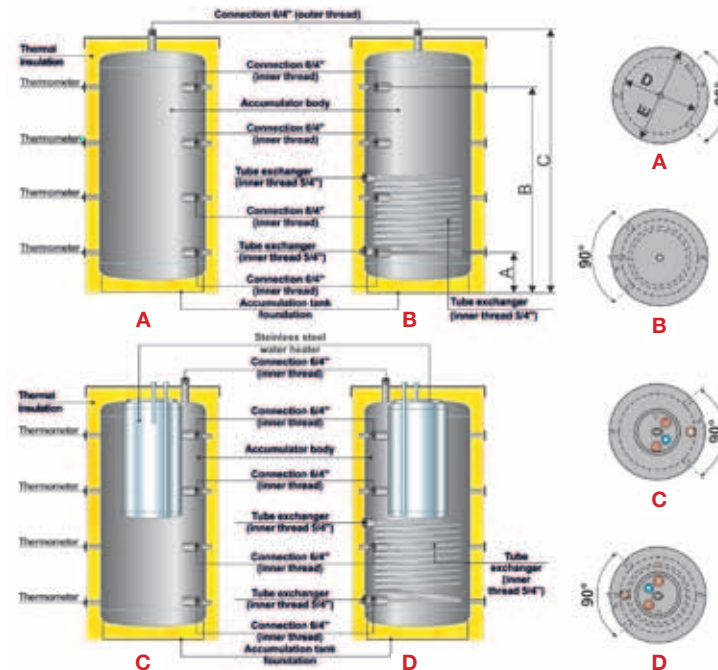 Connection 6/4" (outer thread)
Thermal
insulation
Connection 6/4"
(inner thread)
Thermometer
Accumulator body
Thermometer
Connection 6/4"
(inner thread)
Tube exchanger
(inner thread 5/4")
Thermometer
Connection 6/4"
(inner thread)
Thermometer
Tube exchanger
(inner thread 5/4")
Connection 6/4"
(inner thread)
Accumulation tank
foundation
Tube exchanger
(inner thread 5/4")
A
B
C
A
B
D
E
90°
A
90°
B
Stainless steel
water heater
Connection 6/4"
(inner thread)
Thermal
insulation
Connection 6/4"
(inner thread)
Thermometer
Accumulator body
Connection 6/4"
(inner thread)
Thermometer
Tube exchanger
(inner thread 5/4")
Connection 6/4"
(inner thread)
Thermometer
Tube
exchanger
(inner
thread 5/4")
Tube exchanger
(inner thread 5/4")
Thermometer
Connection 6/4"
(inner thread)
Accumulation tank
foundation
C
D
90°
C
90°
D